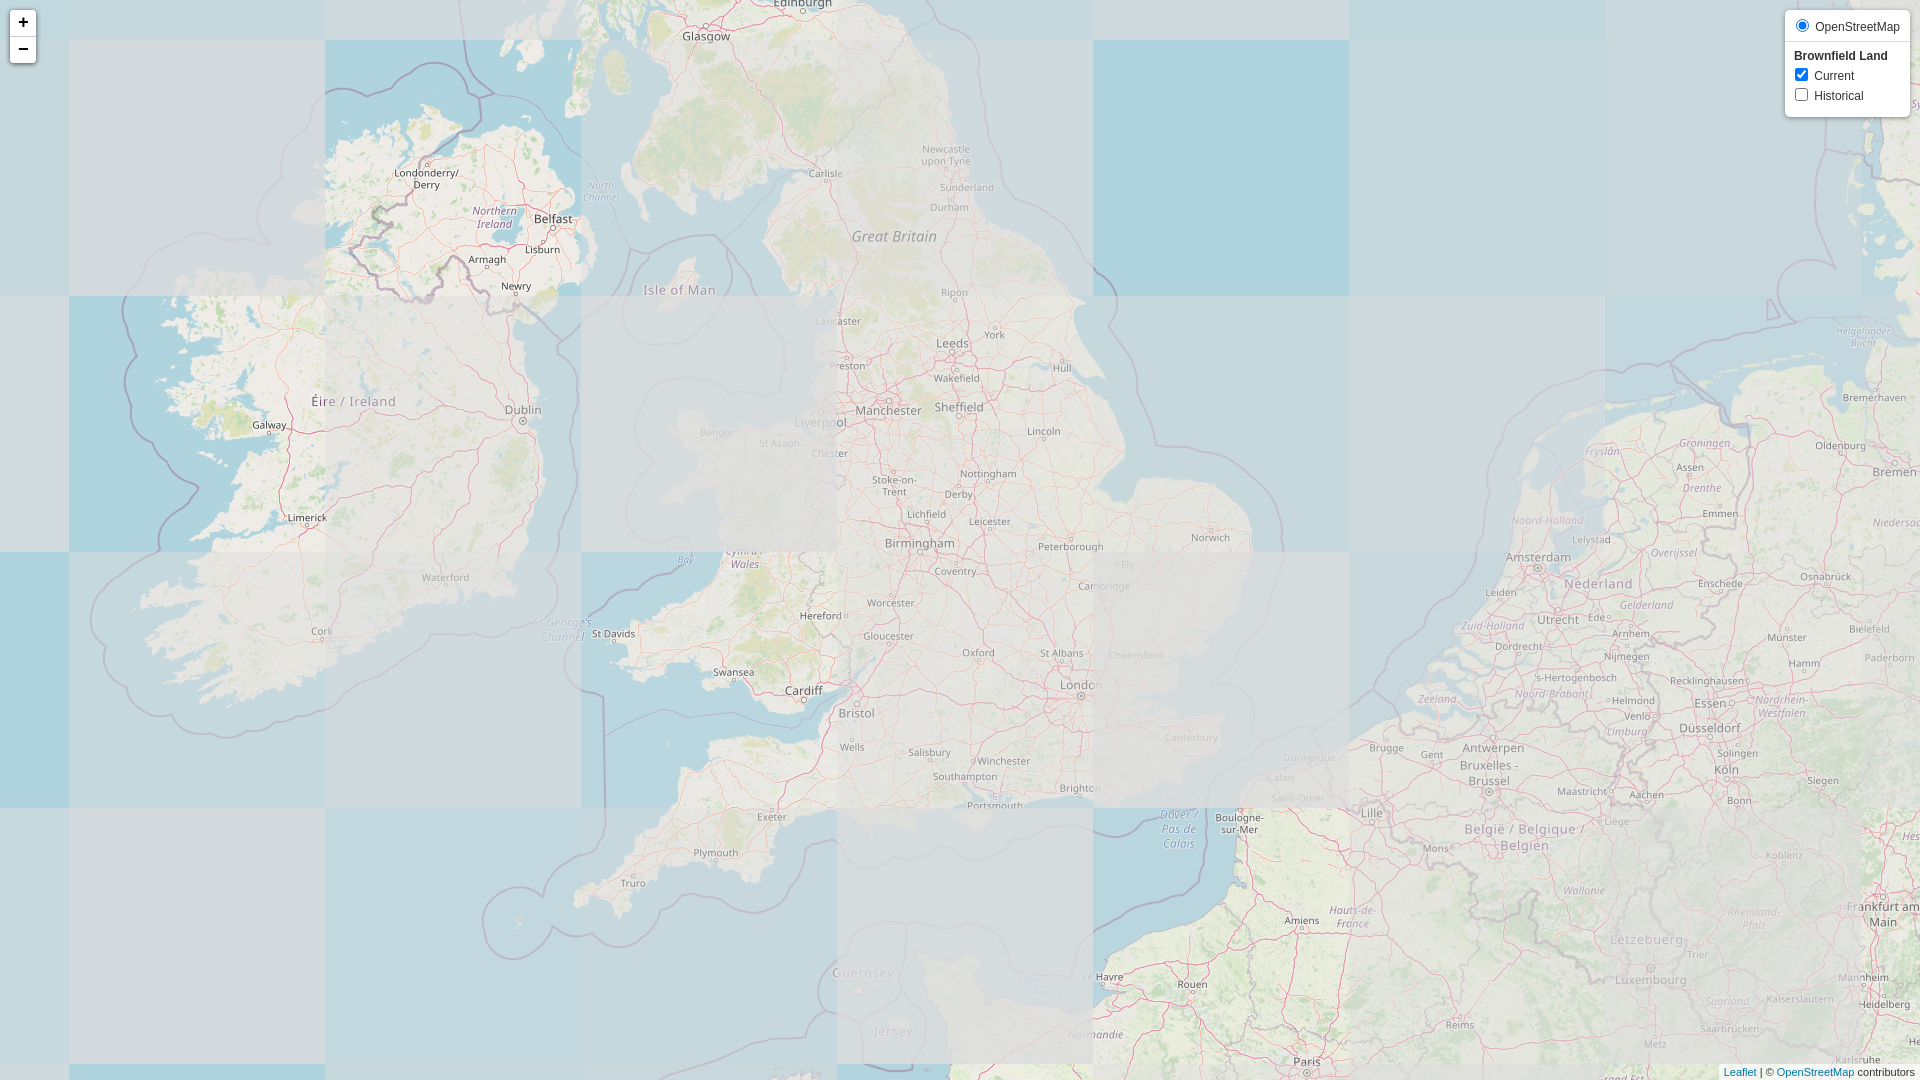 +
−
OpenStreetMap
Brownfield Land
Current
Historical
Edinburgh
Glasgow
Londonderry/
Derry
North
Channel
Northern
Ireland
Belfast
Lisburn
Armagh
Newry
Carlisle
Newcastle
upon Tyne
Sunderland
Durham
Great Britain
Isle of Man
Ripon
Lancaster
York
Leeds
Preston
Wakefield
Hull
Helgoländer
Bucht
Bremerhaven
Éire / Ireland
Dublin
Galway
Manchester
Sheffield
Liverpool
Bangor
St Asaph
Chester
Lincoln
Groningen
Oldenburg
Fryslân
Assen
Bremen
Drenthe
Stoke-on-
Trent
Nottingham
Derby
Limerick
Lichfield
Leicester
Norwich
Emmen
Noord-Holland
Niedersac
Birmingham
Peterborough
Lelystad
Bay
Cymru /
Wales
Amsterdam
Overijssel
Ely
Coventry
Waterford
Cambridge
Nederland
Enschede
Osnabrück
Leiden
Gelderland
Worcester
Hereford
Utrecht
Ede
Zuid-Holland
Arnhem
Bielefeld
St George's
Channel
St Davids
Cork
Gloucester
Münster
Dordrecht
Oxford
St Albans
Chelmsford
Nijmegen
Paderborn
Hamm
Swansea
's-Hertogenbosch
Recklinghausen
Cardiff
London
Noord-Brabant
Zeeland
Helmond
Essen
Nordrhein-
Westfalen
Bristol
Venlo
Limburg
Düsseldorf
Wells
Salisbury
Canterbury
Brugge
Gent
Antwerpen
Solingen
Winchester
Dunkerque
Bruxelles -
Brussel
Köln
Southampton
Calais
Siegen
Brighton
Maastricht
Aachen
Saint-Omer
Bonn
Portsmouth
Exeter
Dover /
Pas de
Calais
Boulogne-
sur-Mer
Lille
Liège
België / Belgique /
Belgien
Mons
Plymouth
Koblenz
Truro
Wallonie
Hauts-de-
France
Amiens
Rheinland-
Pfalz
Frankfurt am
Main
Lëtzebuerg
Trier
Guernsey
Le Havre
Rouen
Luxembourg
Mannheim
Saarland
Kaiserslautern
Heidelberg
Jersey
Normandie
Reims
Saarbrücken
Metz
Paris
Karlsruhe
Grand Est
Leaflet | © OpenStreetMap contributors